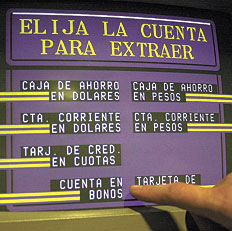 ELIJA LA CUENTA
PARA EXTRAER
CAJA DE AHORRO
EN DOLARES
CAJA DE AHORRO
EN PESOS
CTA. CORRIENTE
EN DOLARES
CTA. CORRIENTE
EN PESOS
TARJ. DE CRED.
EN CUOTAS
CUENTA EN
BONOS
TARJETA DE